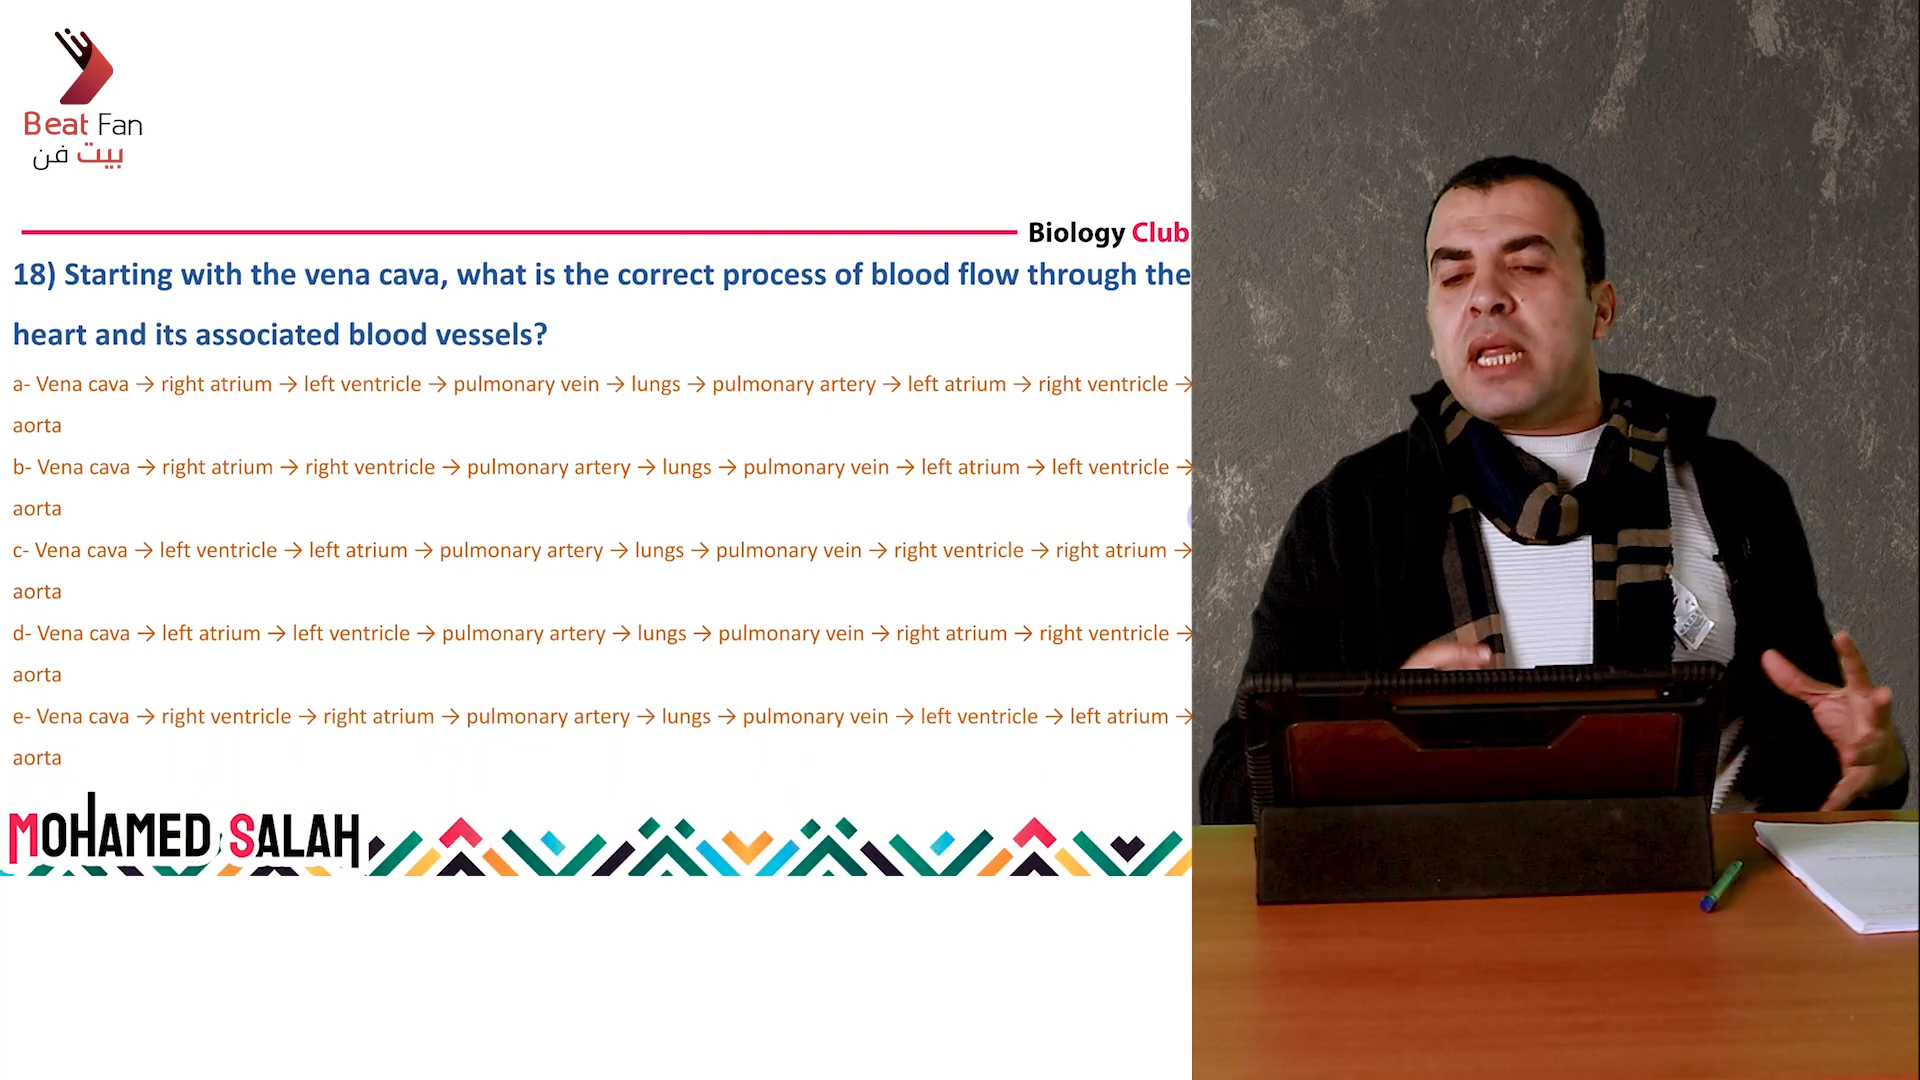 Beat Fan
بيت فن
Biology Club
18) Starting with the vena cava, what is the correct process of blood flow through the
heart and its associated blood vessels?
a- Vena cava → right atrium → left ventricle → pulmonary vein → lungs → pulmonary artery → left atrium → right ventricle →
aorta
b- Vena cava → right atrium → right ventricle → pulmonary artery → lungs → pulmonary vein → left atrium → left ventricle →
aorta
c- Vena cava → left ventricle → left atrium → pulmonary artery → lungs → pulmonary vein → right ventricle → right atrium →
aorta
d- Vena cava → left atrium → left ventricle → pulmonary artery → lungs → pulmonary vein → right atrium → right ventricle →
aorta
e- Vena cava → right ventricle → right atrium → pulmonary artery → lungs → pulmonary vein → left ventricle → left atrium →
aorta
MOHAMED SALAH